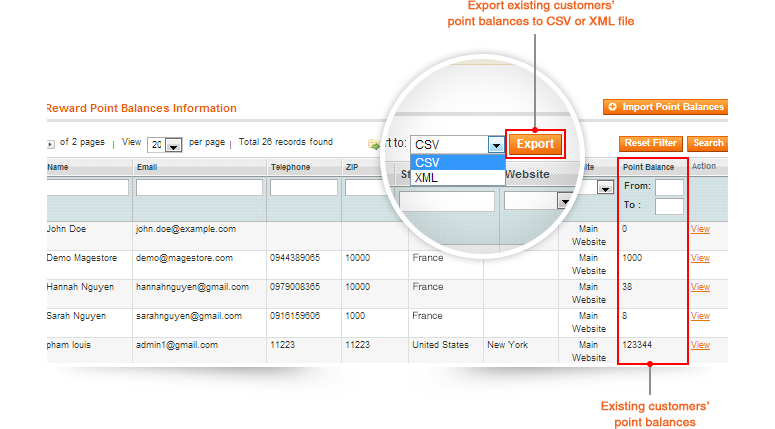 Export existing customers'
point balances to CSV or XML file
Reward Point Balances Information
Import Point Balances
of 2 pages | View 20 per page | Total 26 records found
rt to: CSV Export
Reset Filter Search
CSV
XML
Name Email Telephone ZIP St Website ite Point Balance Action
From:
To :
John Doe john.doe@example.com Main Website 0 View
Demo Magestore demo@magestore.com 0944389065 10000 France Main Website 1000 View
Hannah Nguyen hannahnguyen@gmail.com 0979008365 10000 France Main Website 38 View
Sarah Nguyen sarahnguyen@gmail.com 0916159606 1000 France Main Website 8 View
pham louis admin1@gmail.com 11223 11223 United States New York Main Website 123344 View
Existing customers'
point balances